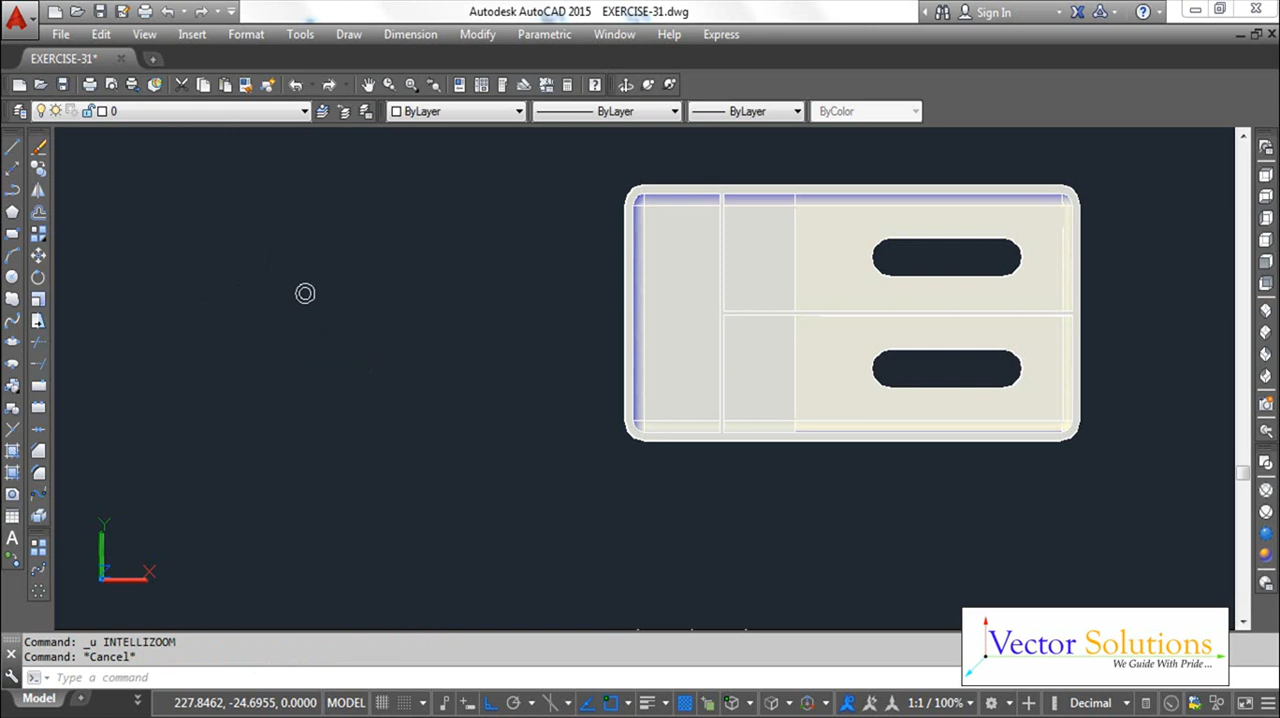 Autodesk AutoCAD 2015 EXERCISE-31.dwg
Sign In
File Edit View Insert Format Tools Draw Dimension Modify Parametric Window Help Express
EXERCISE-31*
0
ByLayer
ByLayer
ByLayer
ByColor
Y
X
Command: _u INTELLIZOOM
Command: *Cancel*
Type a command
Vector Solutions
We Guide With Pride...
Model
227.8462, -24.6955, 0.0000 MODEL
1:1 / 100%
Decimal